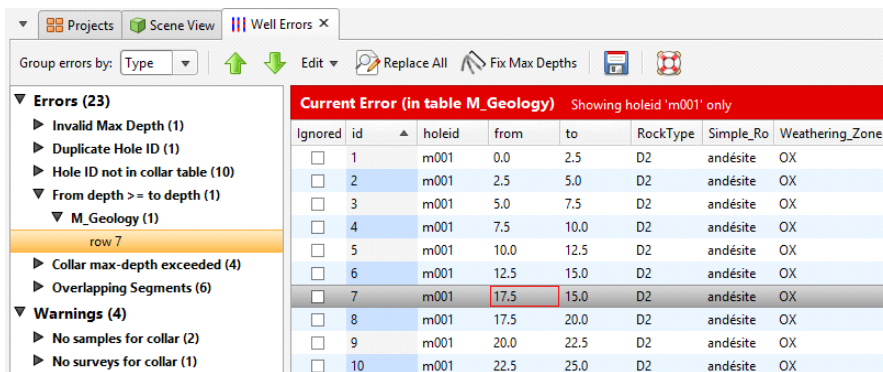 Projects Scene View Well Errors ×
Group errors by: Type Edit Replace All Fix Max Depths
Errors (23)
Invalid Max Depth (1)
Duplicate Hole ID (1)
Hole ID not in collar table (10)
From depth >= to depth (1)
M_Geology (1)
row 7
Collar max-depth exceeded (4)
Overlapping Segments (6)
Warnings (4)
No samples for collar (2)
No surveys for collar (1)
Current Error (in table M_Geology) Showing holeid 'm001' only
Ignored id holeid from to RockType Simple_Ro Weathering_Zone
1 m001 0.0 2.5 D2 andésite OX
2 m001 2.5 5.0 D2 andésite OX
3 m001 5.0 7.5 D2 andésite OX
4 m001 7.5 10.0 D2 andésite OX
5 m001 10.0 12.5 D2 andésite OX
6 m001 12.5 15.0 D2 andésite OX
7 m001 17.5 15.0 D2 andésite OX
8 m001 17.5 20.0 D2 andésite OX
9 m001 20.0 22.5 D2 andésite OX
10 m001 22.5 25.0 D2 andésite OX